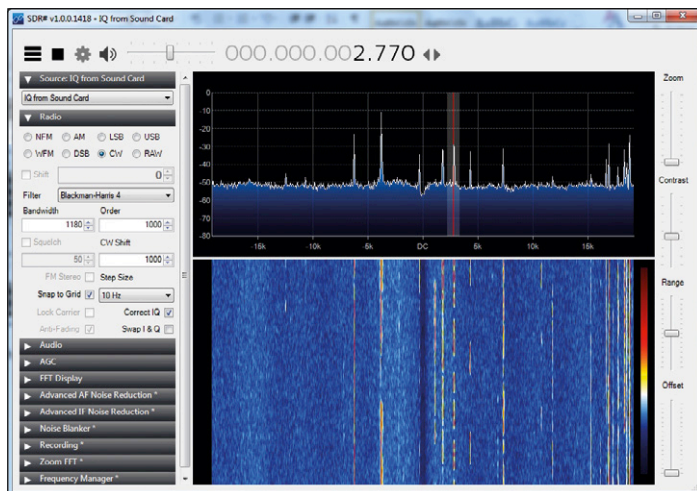 SDR# v1.0.0.1418 - IQ from Sound Card
000.000.002.770
Source: IQ from Sound Card
IQ from Sound Card
Radio
NFM AM LSB USB
WFM DSB CW RAW
Shift 0
Filter Blackman-Harris 4
Bandwidth Order
1180 1000
Squelch CW Shift
50 1000
FM Stereo Step Size
Snap to Grid 10 Hz
Lock Carrier Correct IQ
Anti-Fading Swap I & Q
Audio
AGC
FFT Display
Advanced AF Noise Reduction *
Advanced IF Noise Reduction *
Noise Blanker *
Recording *
Zoom FFT *
Frequency Manager *
0
-10
-20
-30
-40
-50
-60
-70
-80
-15k -10k -5k DC 5k 10k 15k
Zoom
Contrast
Range
Offset